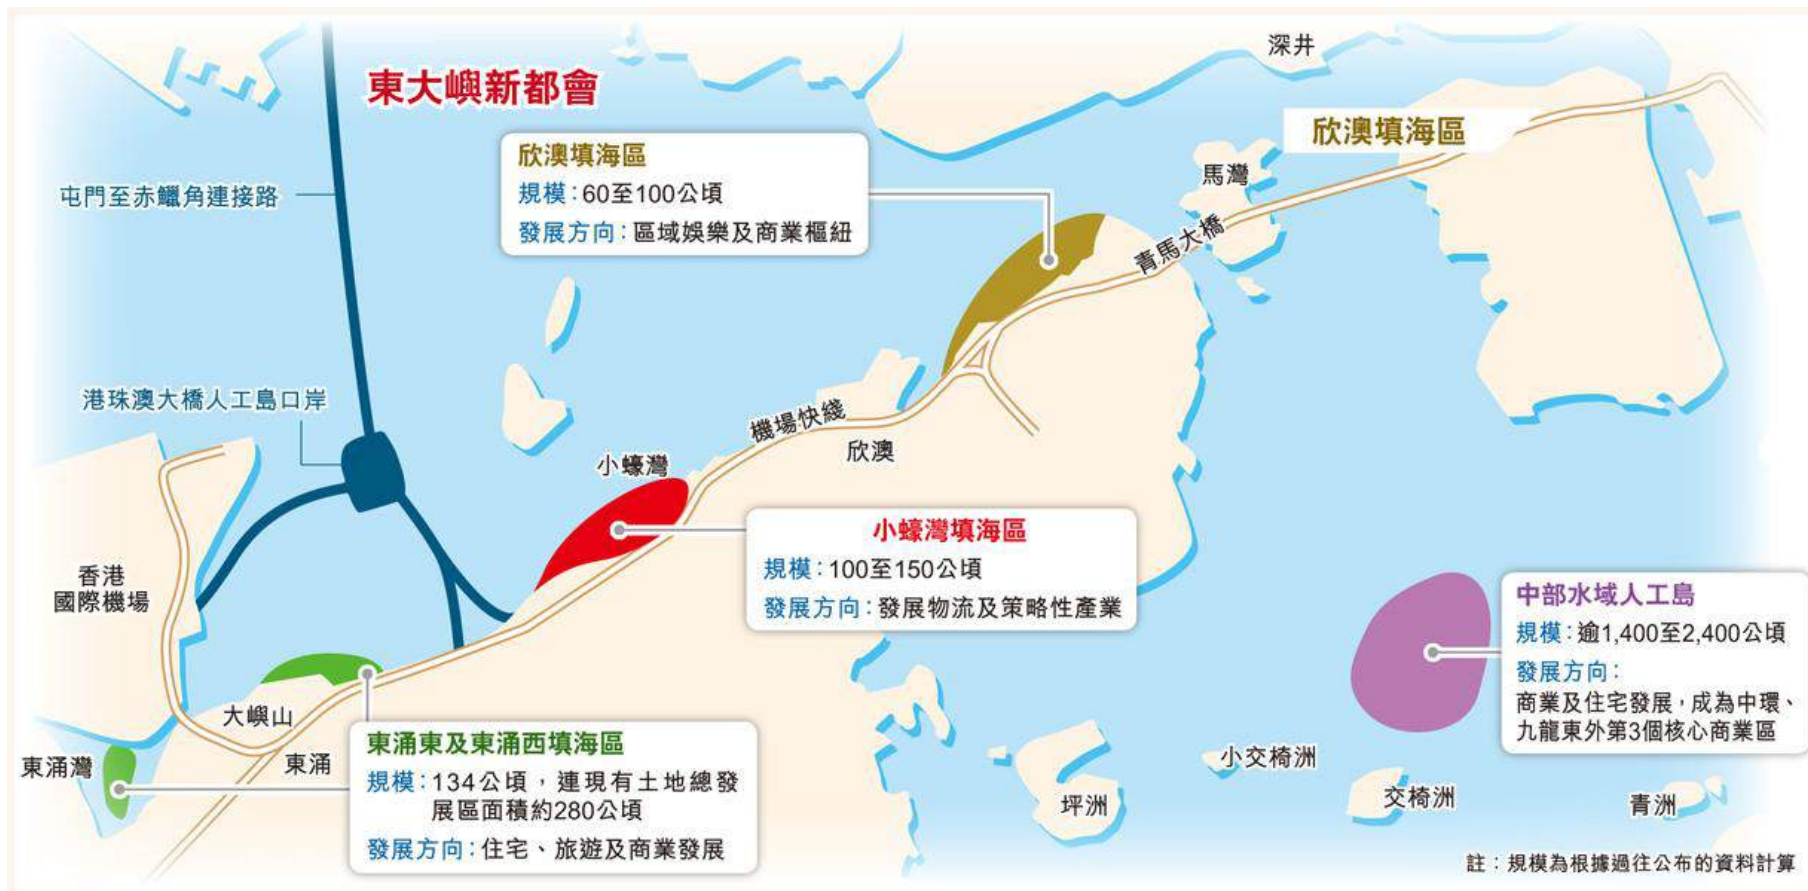 東大嶼新都會
深井
欣澳填海區
欣澳填海區
規模：60至100公頃
發展方向：區域娛樂及商業樞紐
馬灣
屯門至赤鱲角連接路
青馬大橋
港珠澳大橋人工島口岸
機場快綫
欣澳
小蠔灣
小蠔灣填海區
規模：100至150公頃
發展方向：發展物流及策略性產業
香港
國際機場
中部水域人工島
規模：逾1,400至2,400公頃
發展方向：
商業及住宅發展，成為中環、
九龍東外第3個核心商業區
大嶼山
東涌
東涌灣
東涌東及東涌西填海區
規模：134公頃，連現有土地總發
展區面積約280公頃
發展方向：住宅、旅遊及商業發展
小交椅洲
坪洲
交椅洲
青洲
註：規模為根據過往公布的資料計算